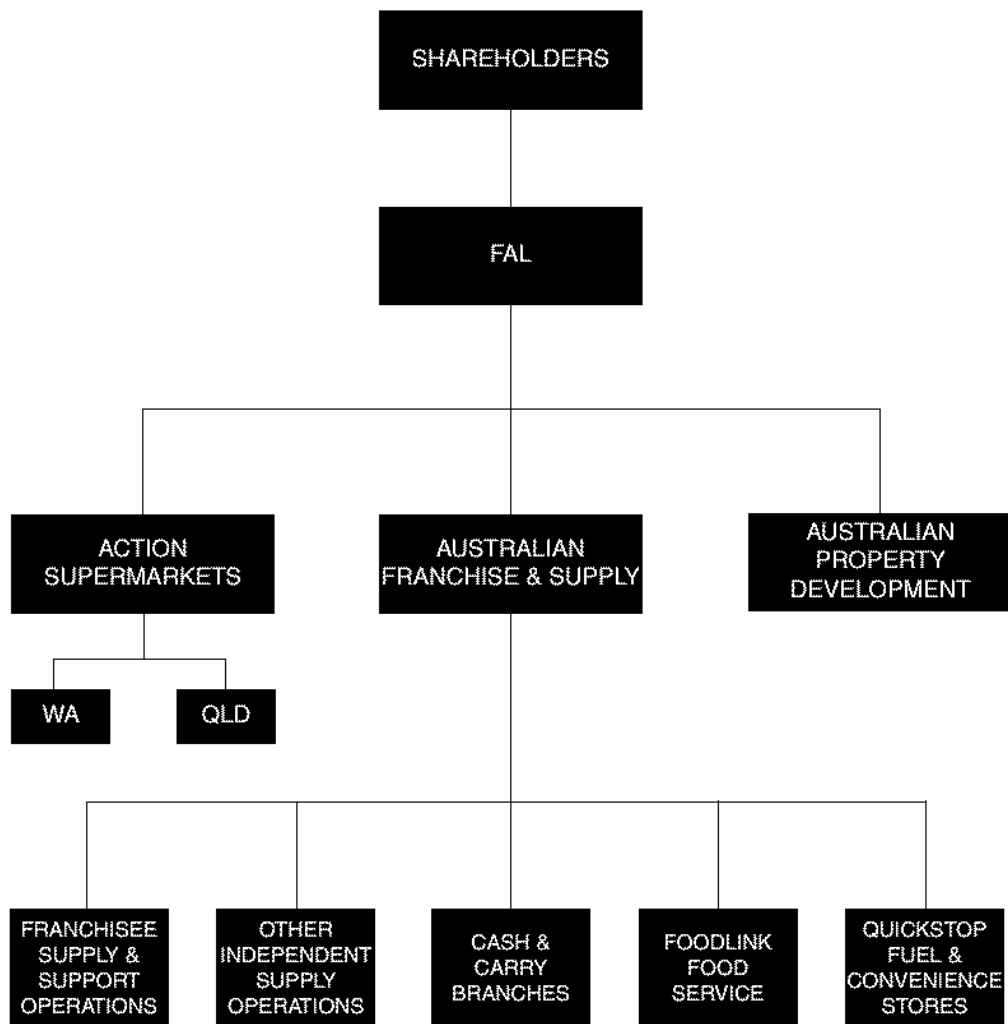 SHAREHOLDERS
FAL
ACTION
SUPERMARKETS
AUSTRALIAN
FRANCHISE & SUPPLY
AUSTRALIAN
PROPERTY
DEVELOPMENT
WA
QLD
FRANCHISEE
SUPPLY &
SUPPORT
OPERATIONS
OTHER
INDEPENDENT
SUPPLY
OPERATIONS
CASH &
CARRY
BRANCHES
FOODLINK
FOOD
SERVICE
QUICKSTOP
FUEL &
CONVENIENCE
STORES